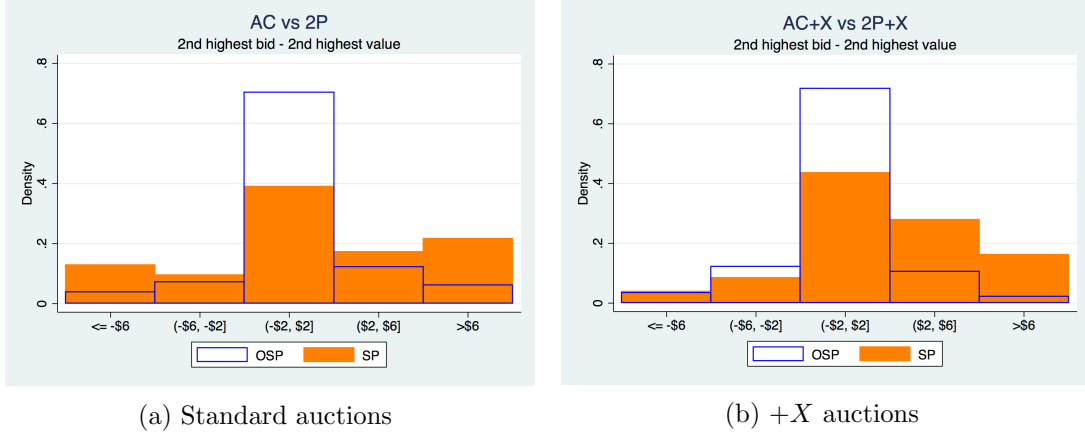 AC vs 2P
2nd highest bid - 2nd highest value
Density
.8
.6
.4
.2
0
<= -$6
(-$6, -$2]
(-$2, $2]
($2, $6]
>$6
OSP
SP
(a) Standard auctions
AC+X vs 2P+X
2nd highest bid - 2nd highest value
Density
.8
.6
.4
.2
0
<= -$6
(-$6, -$2]
(-$2, $2]
($2, $6]
>$6
OSP
SP
(b) +X auctions